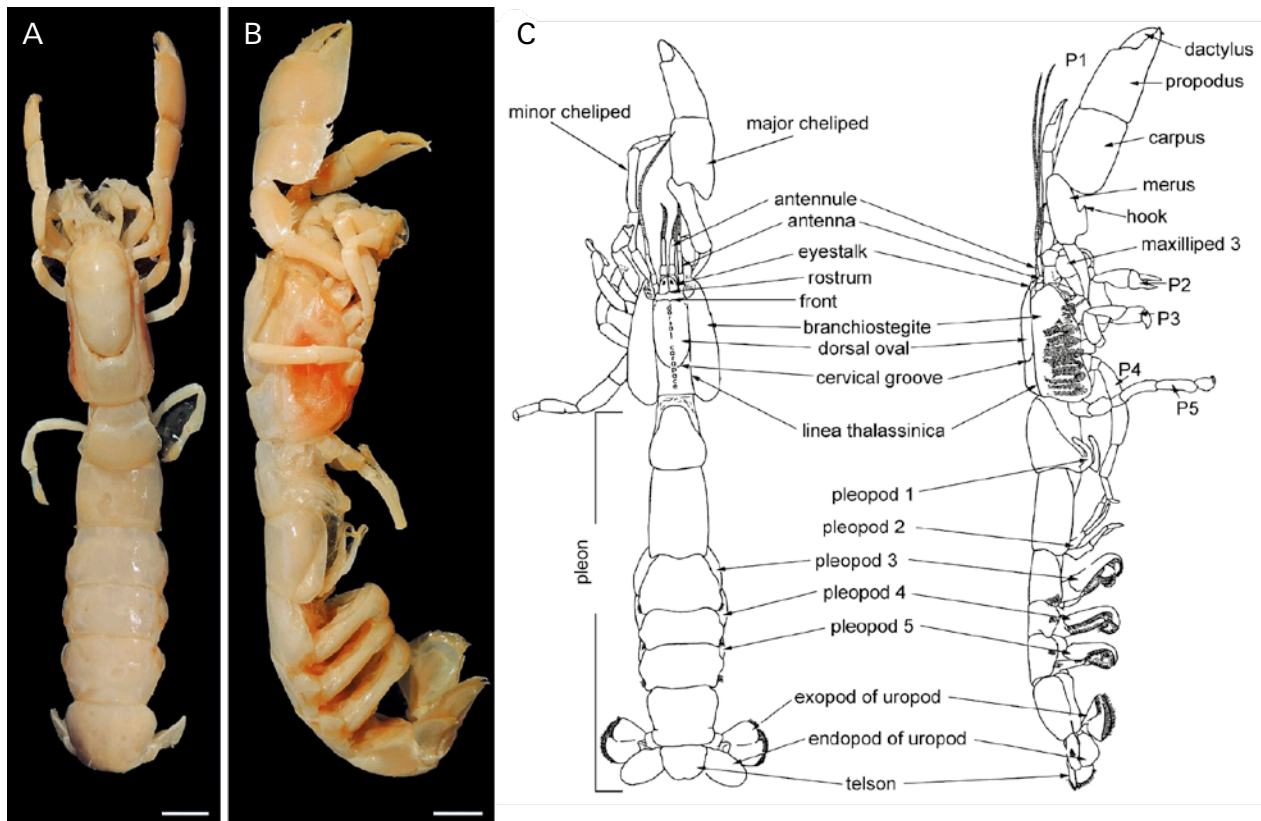 A
B
C
P1
dactylus
propodus
minor cheliped
major cheliped
carpus
merus
antennule
hook
antenna
maxilliped 3
eyestalk
rostrum
P2
front
P3
branchiostegite
dorsal oval
cervical groove
P4
P5
linea thalassinica
dorsal carapace
pleopod 1
pleopod 2
pleon
pleopod 3
pleopod 4
pleopod 5
exopod of uropod
endopod of uropod
telson